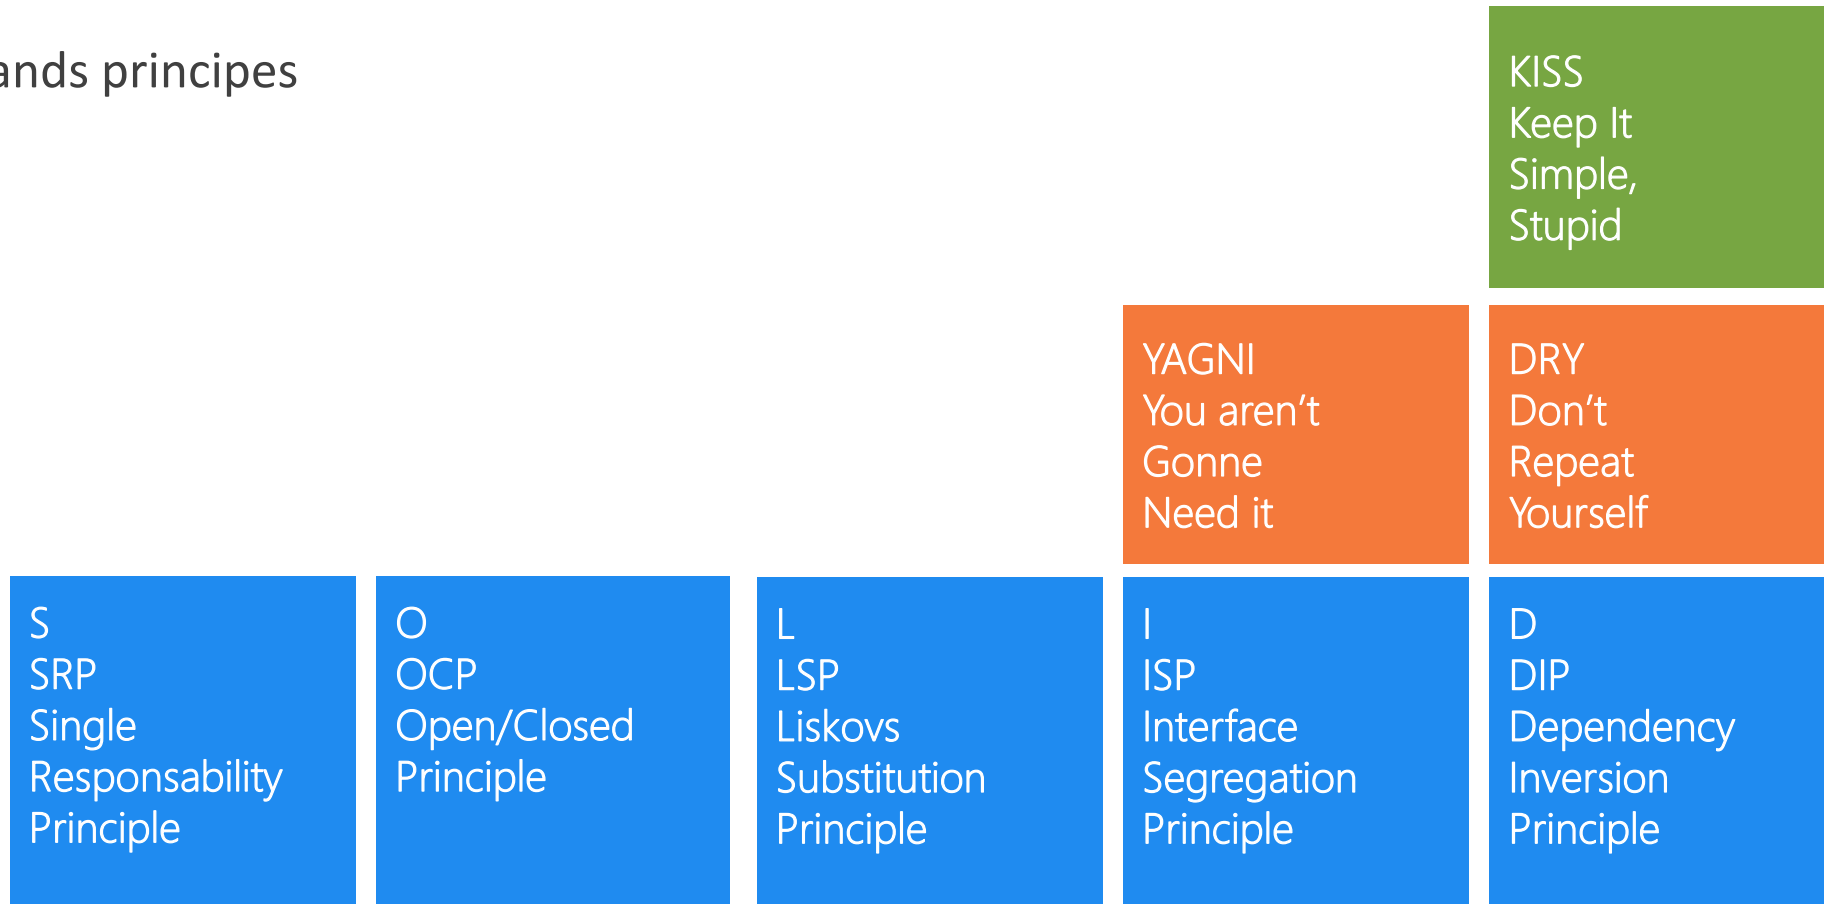 ands principes
KISS
Keep It
Simple,
Stupid
YAGNI
You aren’t
Gonne
Need it
DRY
Don’t
Repeat
Yourself
S
SRP
Single
Responsability
Principle
O
OCP
Open/Closed
Principle
L
LSP
Liskovs
Substitution
Principle
I
ISP
Interface
Segregation
Principle
D
DIP
Dependency
Inversion
Principle